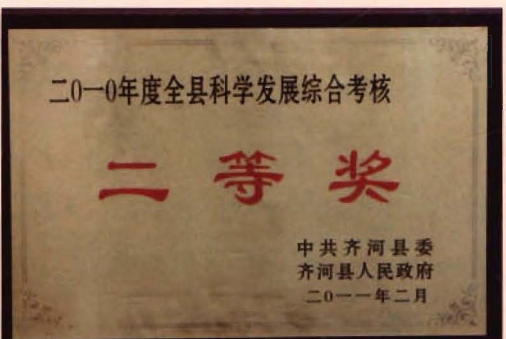 二0一0年度全县科学发展综合考核
二等奖
中共齐河县委
齐河县人民政府
二0一一年二月